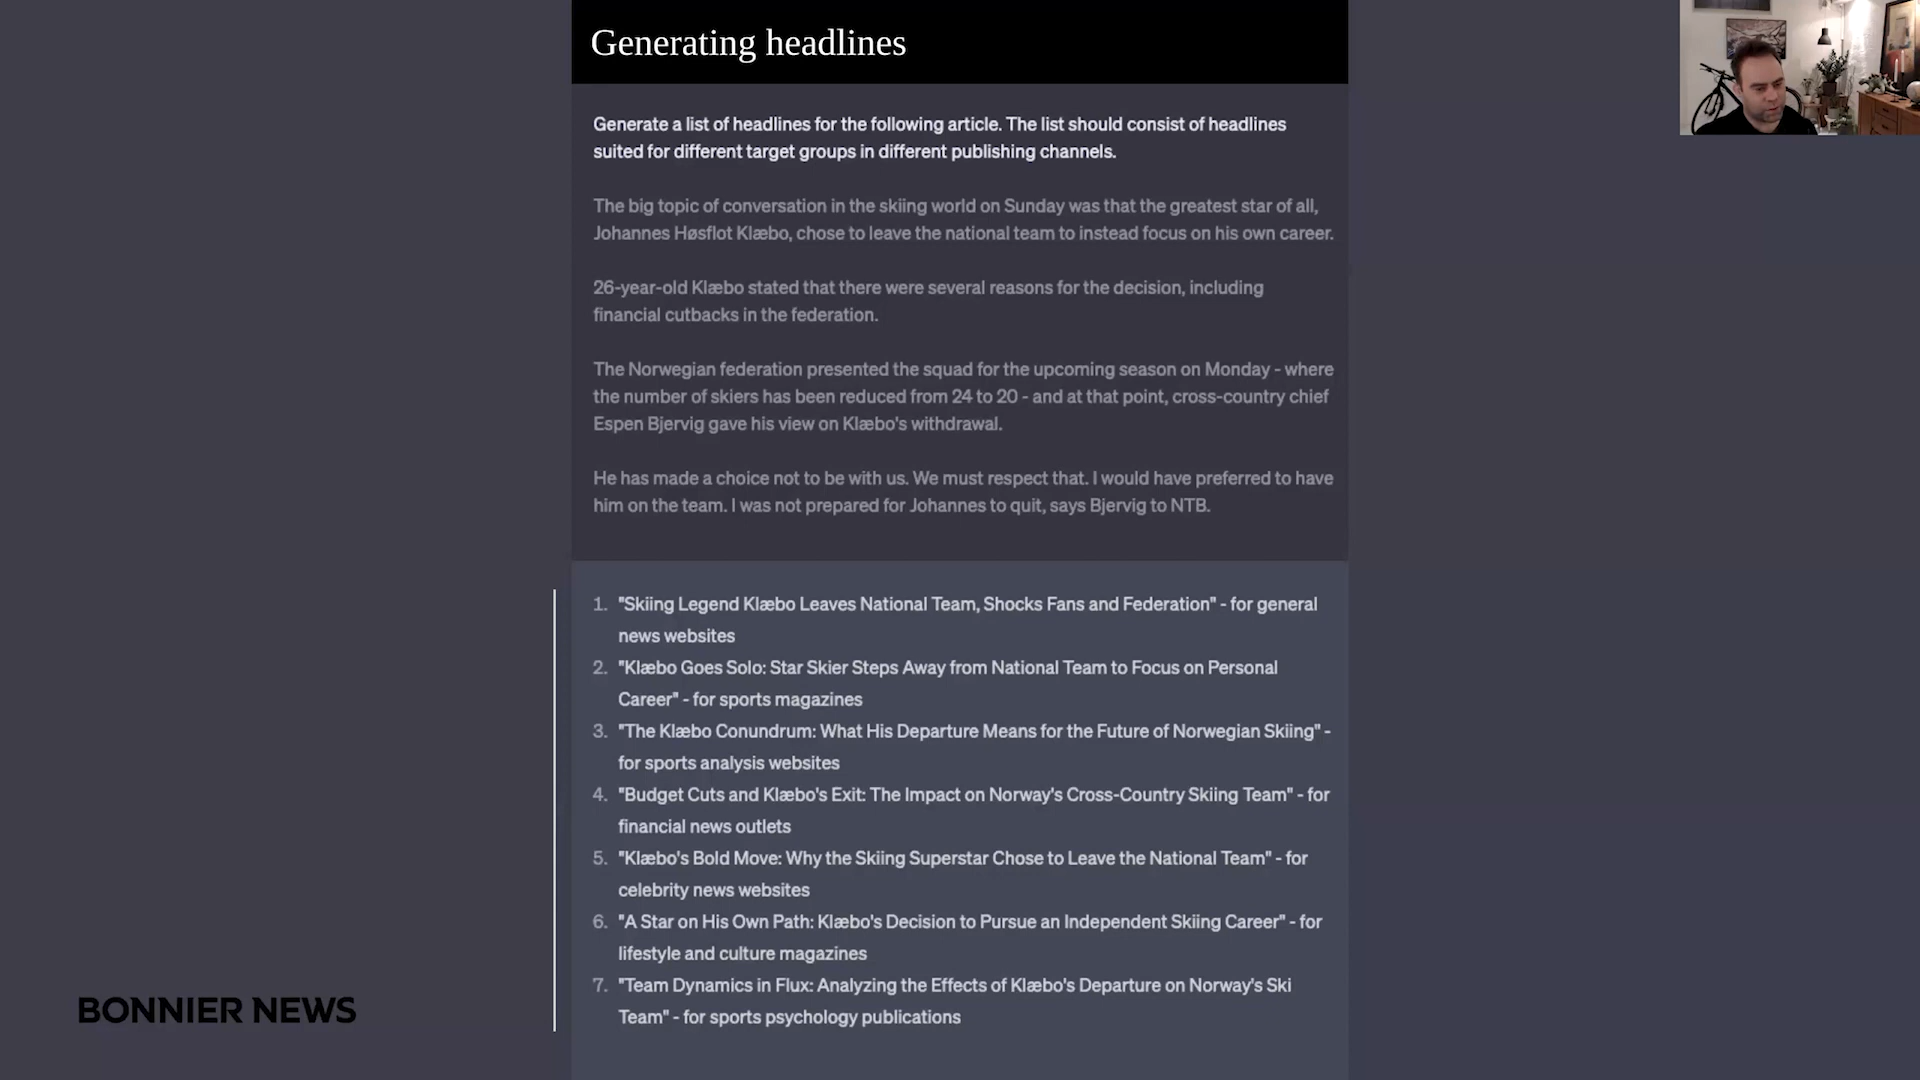 Generating headlines
Generate a list of headlines for the following article. The list should consist of headlines
suited for different target groups in different publishing channels.
The big topic of conversation in the skiing world on Sunday was that the greatest star of all,
Johannes Høsflot Klæbo, chose to leave the national team to instead focus on his own career.
26-year-old Klæbo stated that there were several reasons for the decision, including
financial cutbacks in the federation.
The Norwegian federation presented the squad for the upcoming season on Monday - where
the number of skiers has been reduced from 24 to 20 - and at that point, cross-country chief
Espen Bjervig gave his view on Klæbo's withdrawal.
He has made a choice not to be with us. We must respect that. I would have preferred to have
him on the team. I was not prepared for Johannes to quit, says Bjervig to NTB.
1. "Skiing Legend Klæbo Leaves National Team, Shocks Fans and Federation" - for general
news websites
2. "Klæbo Goes Solo: Star Skier Steps Away from National Team to Focus on Personal
Career" - for sports magazines
3. "The Klæbo Conundrum: What His Departure Means for the Future of Norwegian Skiing" -
for sports analysis websites
4. "Budget Cuts and Klæbo's Exit: The Impact on Norway's Cross-Country Skiing Team" - for
financial news outlets
5. "Klæbo's Bold Move: Why the Skiing Superstar Chose to Leave the National Team" - for
celebrity news websites
6. "A Star on His Own Path: Klæbo's Decision to Pursue an Independent Skiing Career" - for
lifestyle and culture magazines
7. "Team Dynamics in Flux: Analyzing the Effects of Klæbo's Departure on Norway's Ski
Team" - for sports psychology publications
BONNIER NEWS